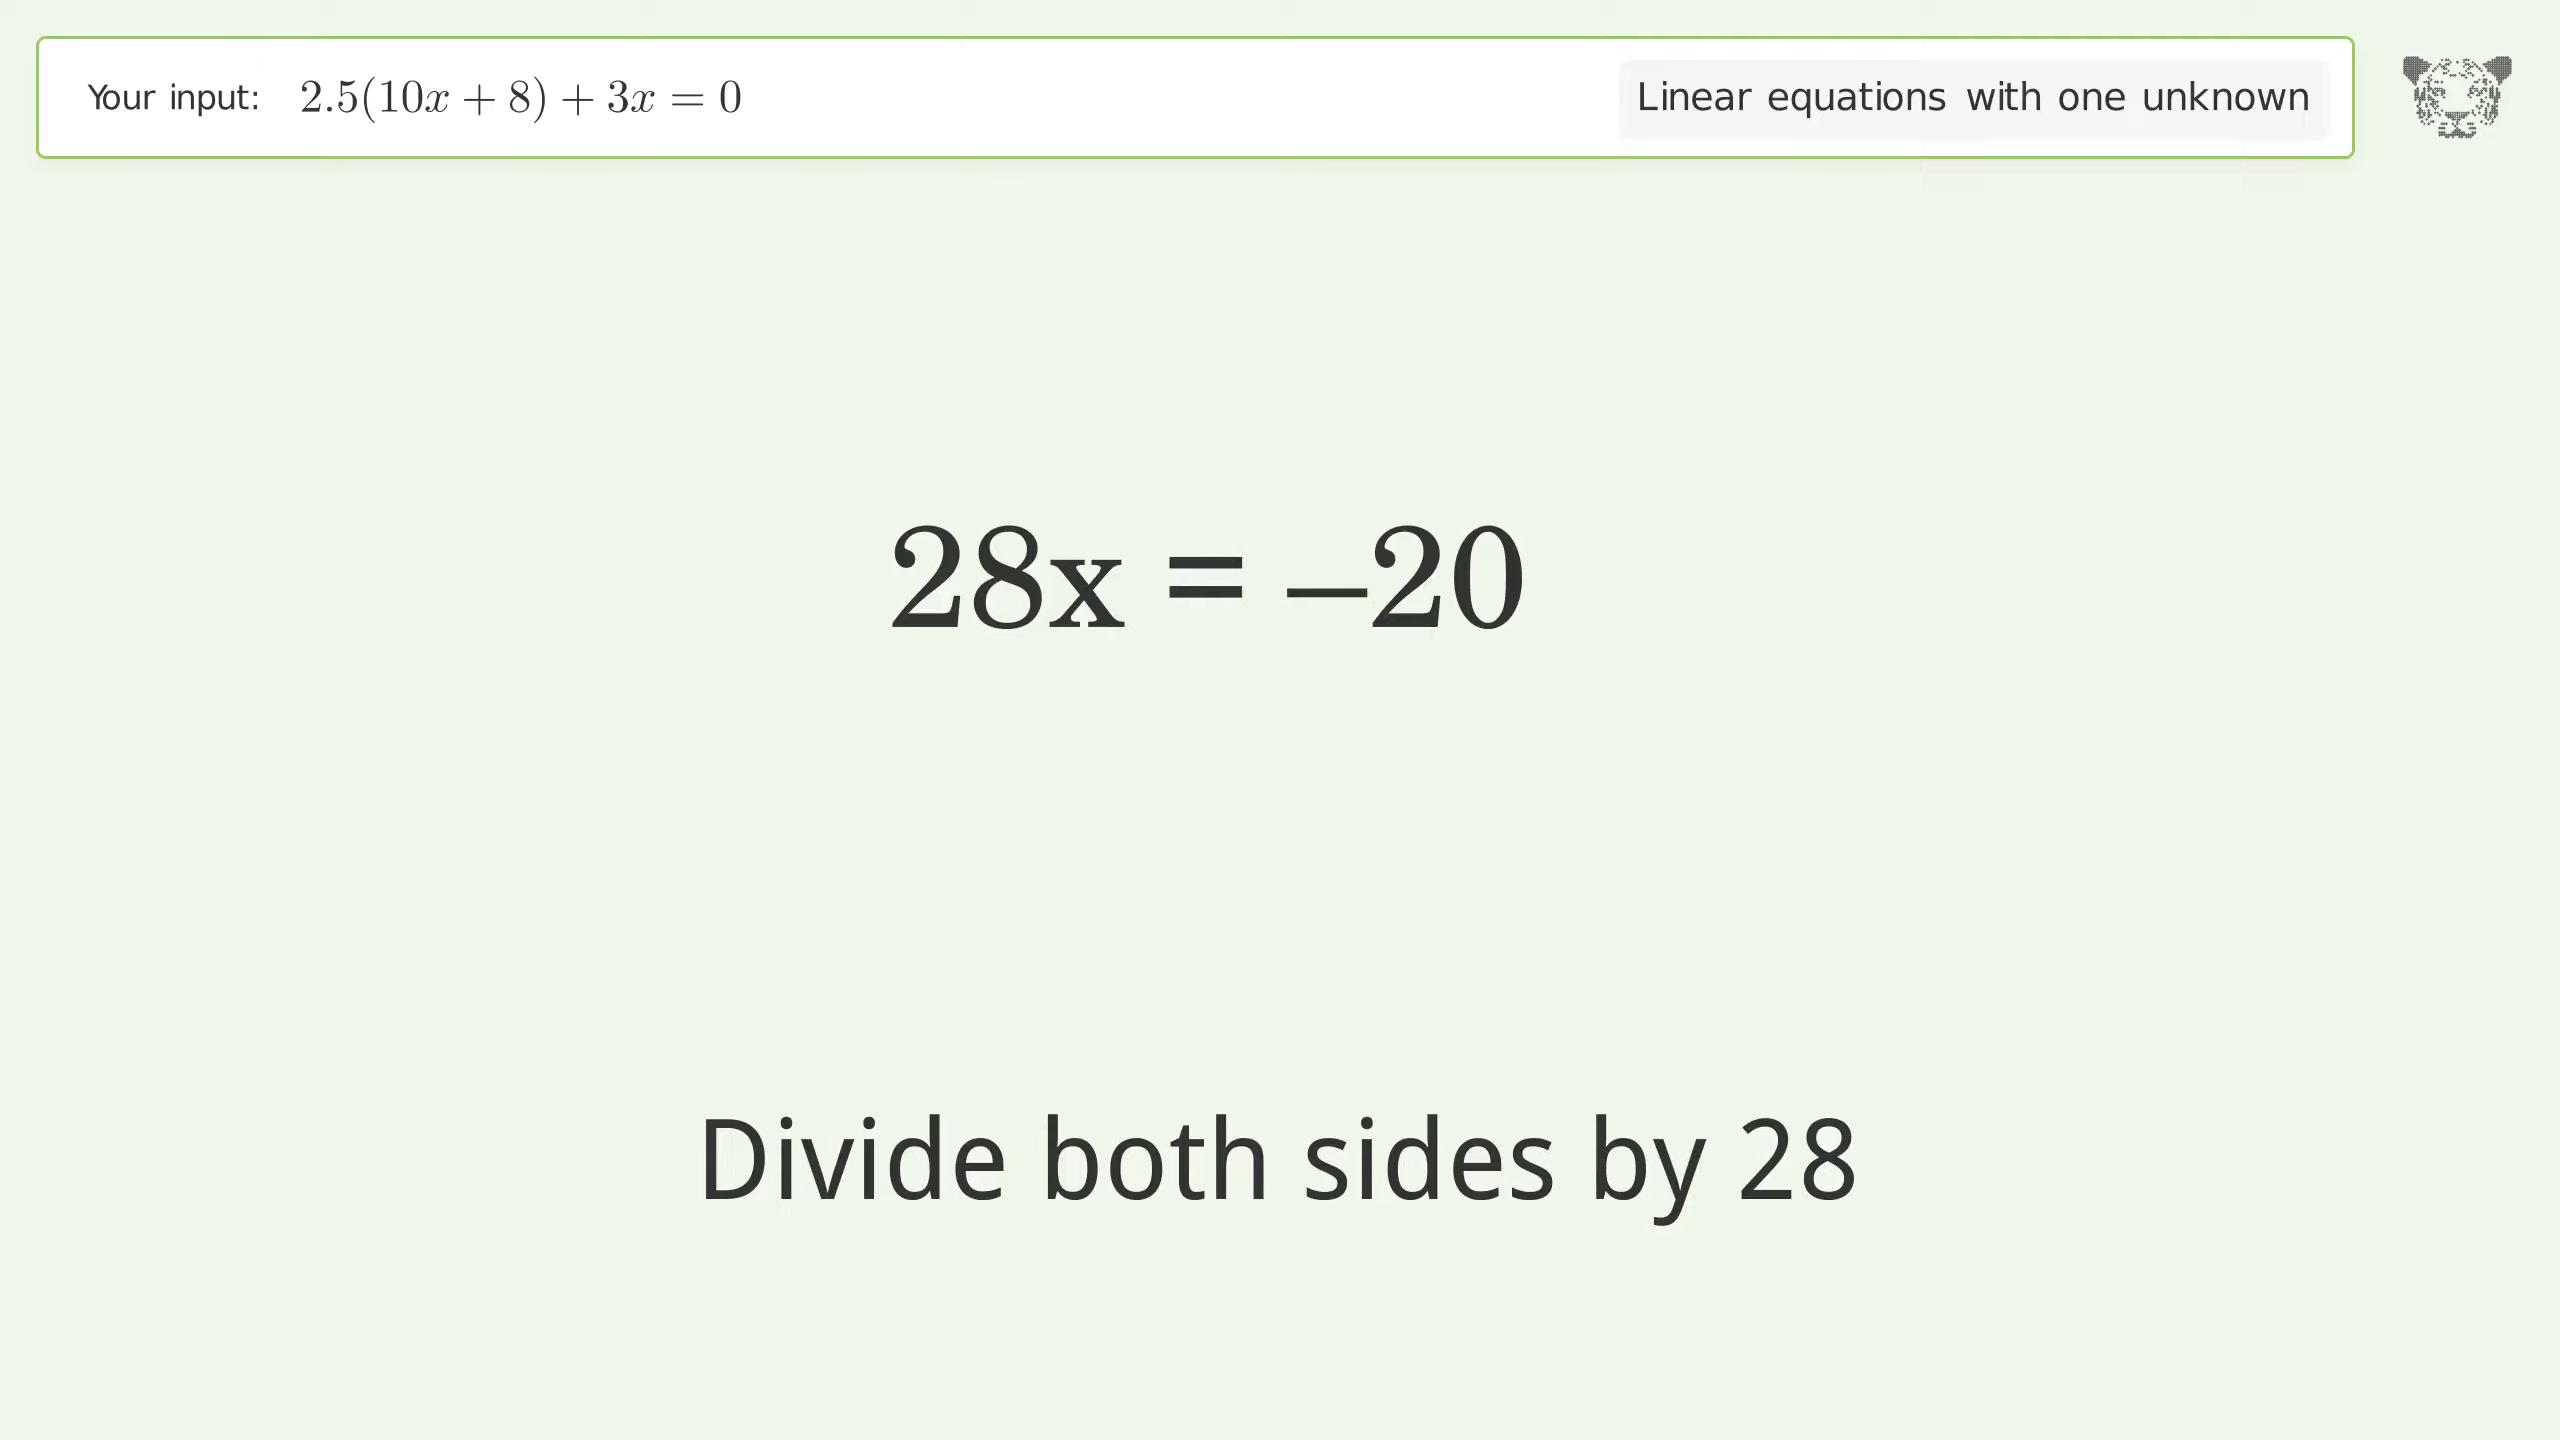 Your input: 2.5(10x + 8) + 3x = 0
Linear equations with one unknown
28x = –20
Divide both sides by 28